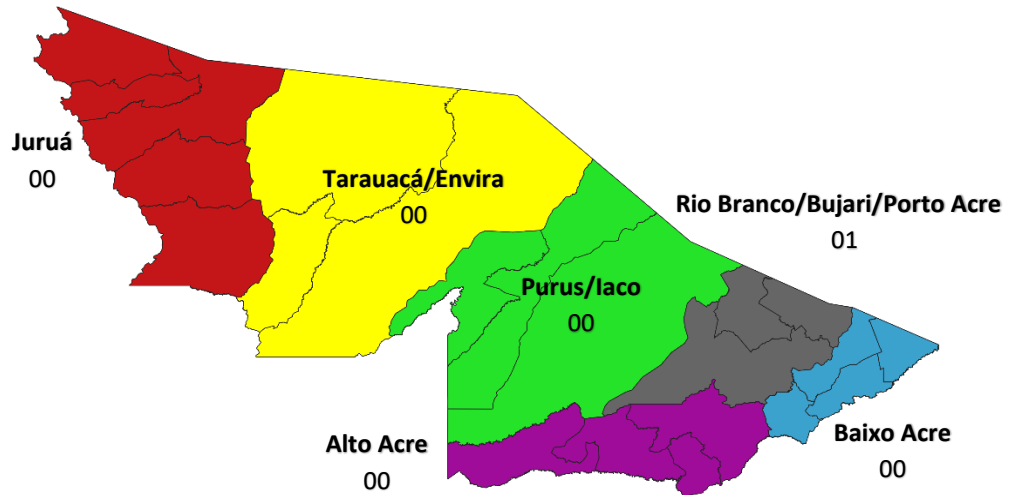 Juruá
00
Tarauacá/Envira
00
Rio Branco/Bujari/Porto Acre
01
Purus/Iaco
00
Alto Acre
00
Baixo Acre
00